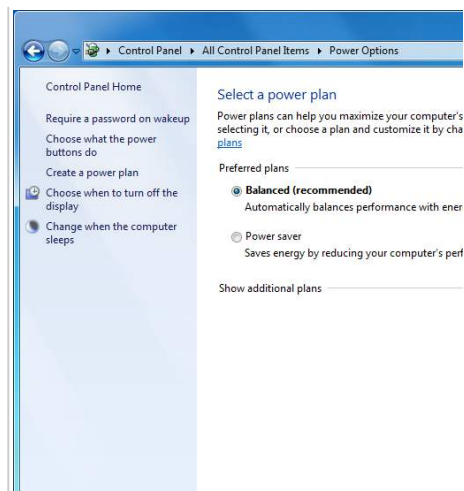 Control Panel ▸ All Control Panel Items ▸ Power Options
Control Panel Home
Require a password on wakeup
Choose what the power
buttons do
Create a power plan
Choose when to turn off the
display
Change when the computer
sleeps
Select a power plan
Power plans can help you maximize your computer's
selecting it, or choose a plan and customize it by cha
plans
Preferred plans
Balanced (recommended)
Automatically balances performance with ener
Power saver
Saves energy by reducing your computer's perf
Show additional plans